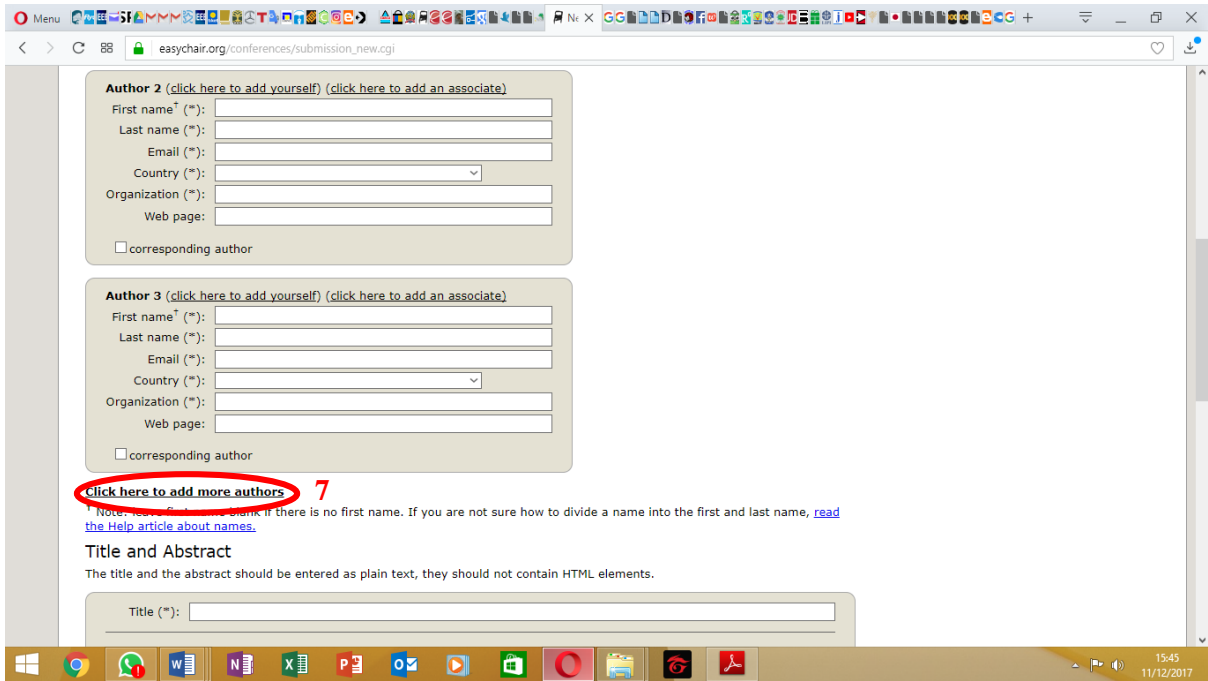 Menu
easychair.org/conferences/submission_new.cgi
Author 2 (click here to add yourself) (click here to add an associate)
First name† (*):
Last name (*):
Email (*):
Country (*):
Organization (*):
Web page:
corresponding author
Author 3 (click here to add yourself) (click here to add an associate)
First name† (*):
Last name (*):
Email (*):
Country (*):
Organization (*):
Web page:
corresponding author
Click here to add more authors 7
† Note: leave first name blank if there is no first name. If you are not sure how to divide a name into the first and last name, read
the Help article about names.
Title and Abstract
The title and the abstract should be entered as plain text, they should not contain HTML elements.
Title (*):
15:45
11/12/2017